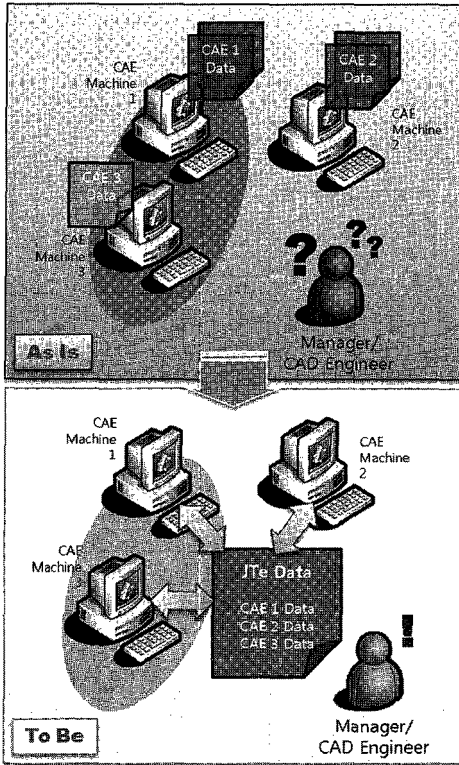 CAE
Machine
1
CAE 1
Data
CAE 2
Data
CAE
Machine
2
CAE 3
Data
CAE
Machine
3
? ? ?
Manager/
CAD Engineer
As Is
CAE
Machine
1
CAE
Machine
2
CAE
Machine
JTe Data
CAE 1 Data
CAE 2 Data
CAE 3 Data
!
Manager/
CAD Engineer
To Be